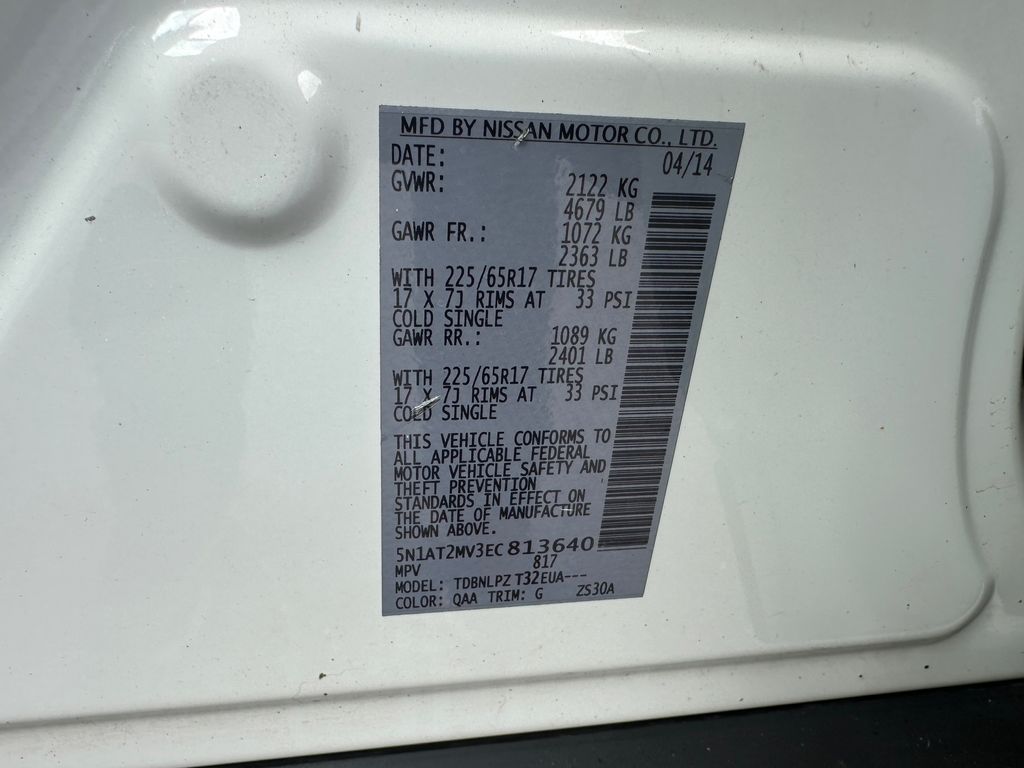 MFD BY NISSAN MOTOR CO., LTD.
DATE: 04/14
GVWR: 2122 KG
4679 LB
GAWR FR.: 1072 KG
2363 LB
WITH 225/65R17 TIRES
17 X 7J RIMS AT 33 PSI
COLD SINGLE
GAWR RR.: 1089 KG
2401 LB
WITH 225/65R17 TIRES
17 X 7J RIMS AT 33 PSI
COLD SINGLE
THIS VEHICLE CONFORMS TO
ALL APPLICABLE FEDERAL
MOTOR VEHICLE SAFETY AND
THEFT PREVENTION
STANDARDS IN EFFECT ON
THE DATE OF MANUFACTURE
SHOWN ABOVE.
5N1AT2MV3EC813640
MPV 817
MODEL: TDBNLPZ T32EUA---
COLOR: QAA TRIM: G ZS30A